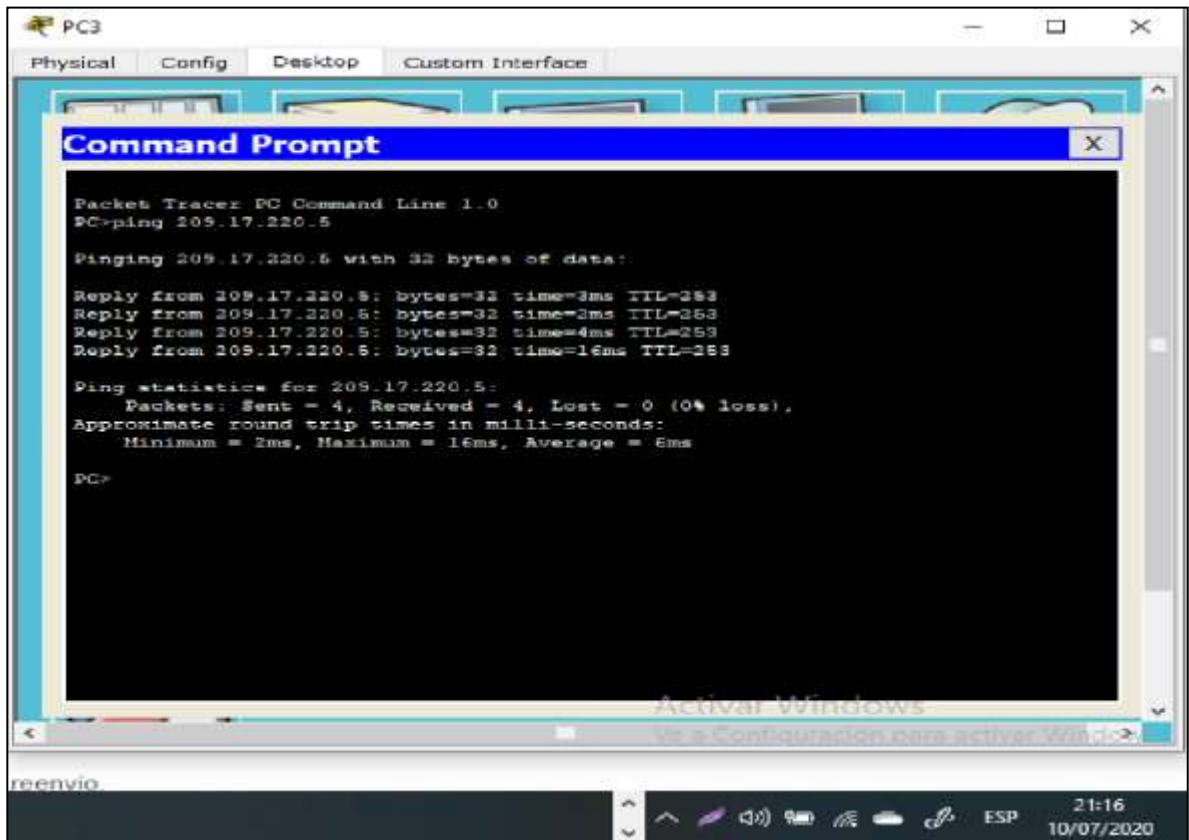 PC3
Physical Config Desktop Custom Interface
Command Prompt
X
Packet Tracer PC Command Line 1.0
PC>ping 209.17.220.5
Pinging 209.17.220.5 with 32 bytes of data:
Reply from 209.17.220.5: bytes=32 time=3ms TTL=253
Reply from 209.17.220.5: bytes=32 time=2ms TTL=253
Reply from 209.17.220.5: bytes=32 time=4ms TTL=253
Reply from 209.17.220.5: bytes=32 time=16ms TTL=253
Ping statistics for 209.17.220.5:
Packets: Sent = 4, Received = 4, Lost = 0 (0% loss),
Approximate round trip times in milli-seconds:
Minimum = 2ms, Maximum = 16ms, Average = 6ms
PC>
Activar Windows
Ve a Configuración para activar Windows
reenvío.
ESP
21:16
10/07/2020